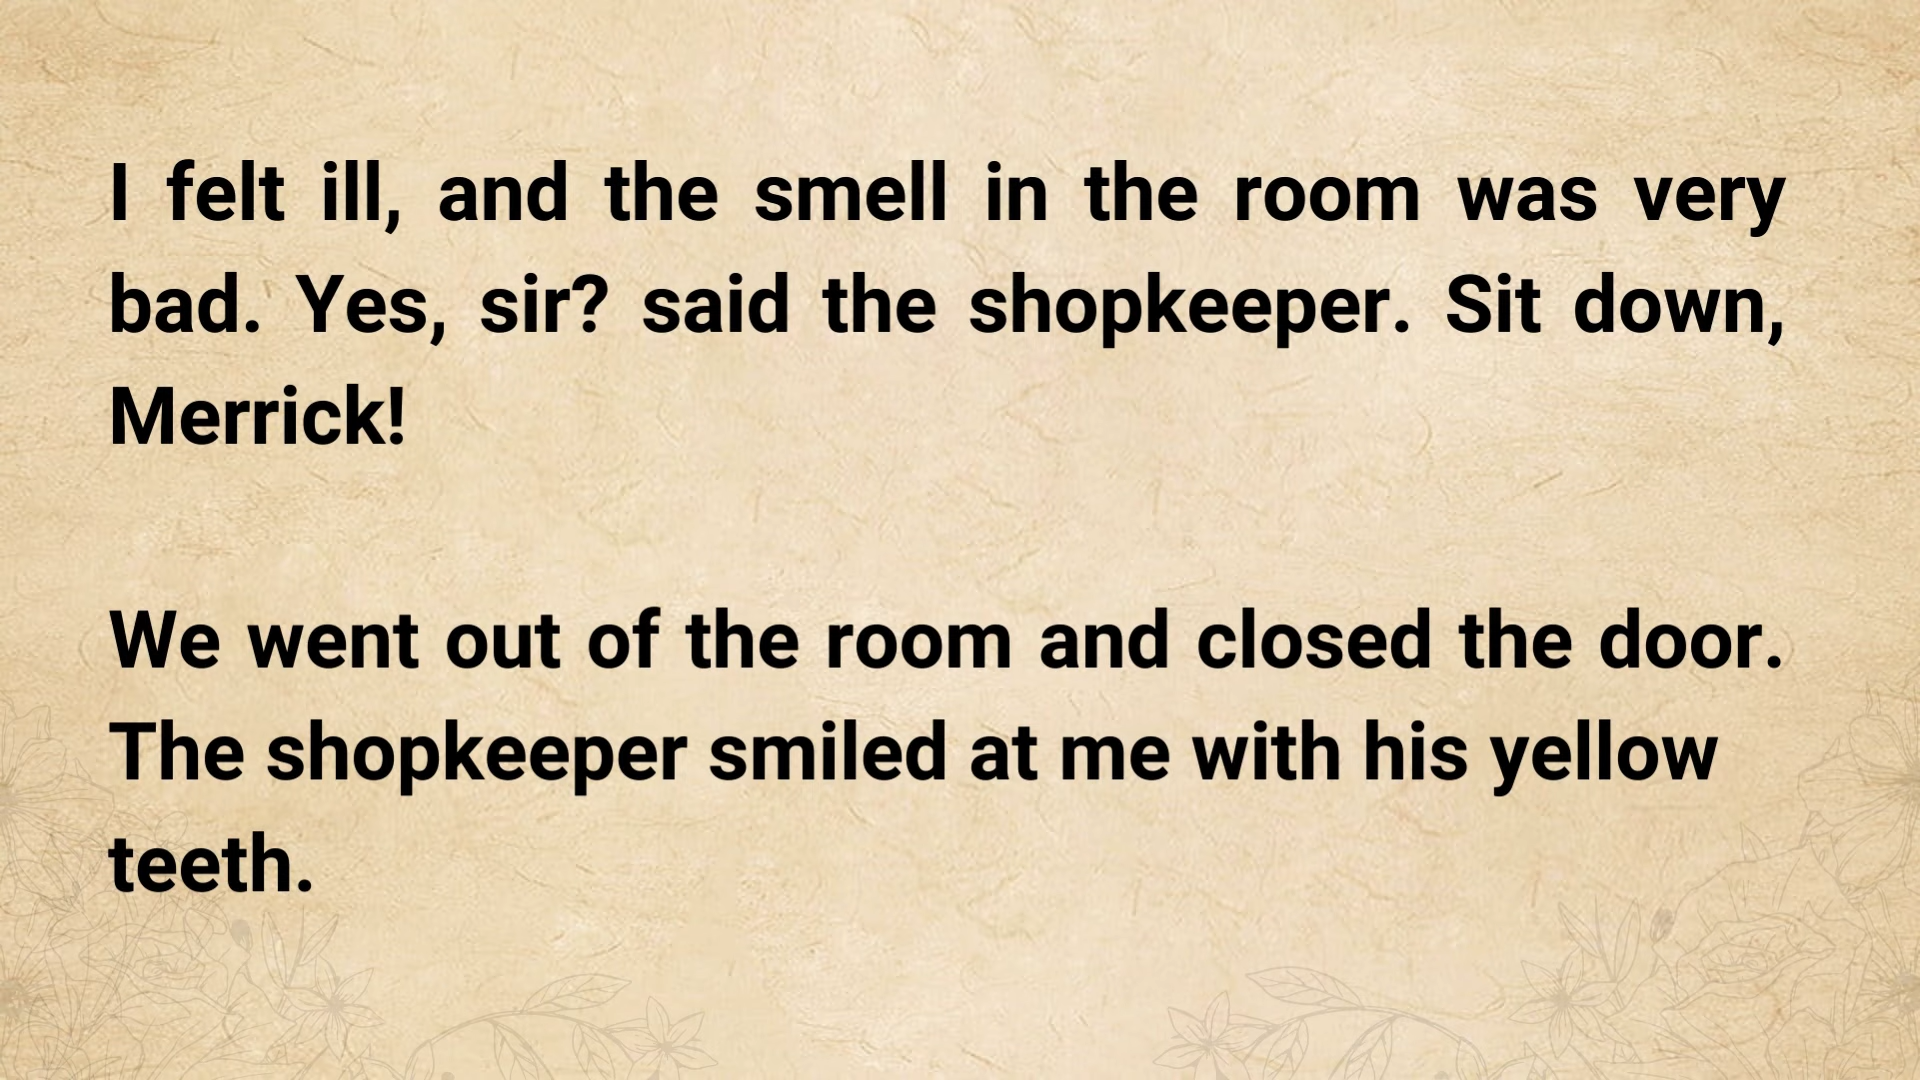 I felt ill, and the smell in the room was very
bad. Yes, sir? said the shopkeeper. Sit down,
Merrick!
We went out of the room and closed the door.
The shopkeeper smiled at me with his yellow
teeth.